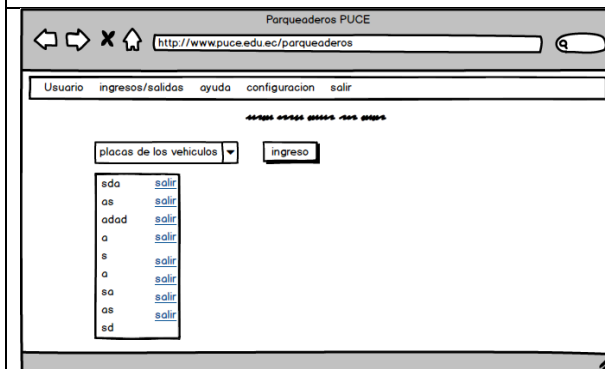 Parqueaderos PUCE
http://www.puce.edu.ec/parqueaderos
Usuario ingresos/salidas ayuda configuracion salir
placas de los vehiculos ingreso
sda salir
as salir
adad salir
a salir
s salir
a salir
sa salir
as salir
sd